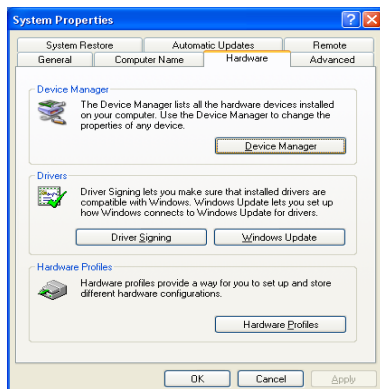 System Properties
System Restore Automatic Updates Remote
General Computer Name Hardware Advanced
Device Manager
The Device Manager lists all the hardware devices installed
on your computer. Use the Device Manager to change the
properties of any device.
Device Manager
Drivers
Driver Signing lets you make sure that installed drivers are
compatible with Windows. Windows Update lets you set up
how Windows connects to Windows Update for drivers.
Driver Signing Windows Update
Hardware Profiles
Hardware profiles provide a way for you to set up and store
different hardware configurations.
Hardware Profiles
OK Cancel Apply